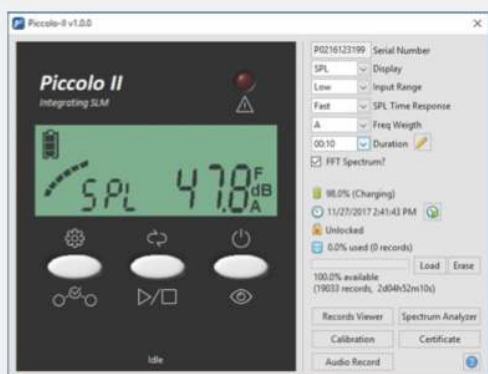 Piccolo-II v1.0.0
Piccolo II
Integrating SLM
SPL 47.8 F dB A
Idle
P0216123199 Serial Number
SPL Display
Low Input Range
Fast SPL Time Response
A Freq Weigth
00:10 Duration
FFT Spectrum?
98.0% (Charging)
11/27/2017 2:41:43 PM
Unlocked
0.0% used (0 records)
Load Erase
100.0% available
(19033 records, 2d04h52m10s)
Records Viewer Spectrum Analyzer
Calibration Certificate
Audio Record